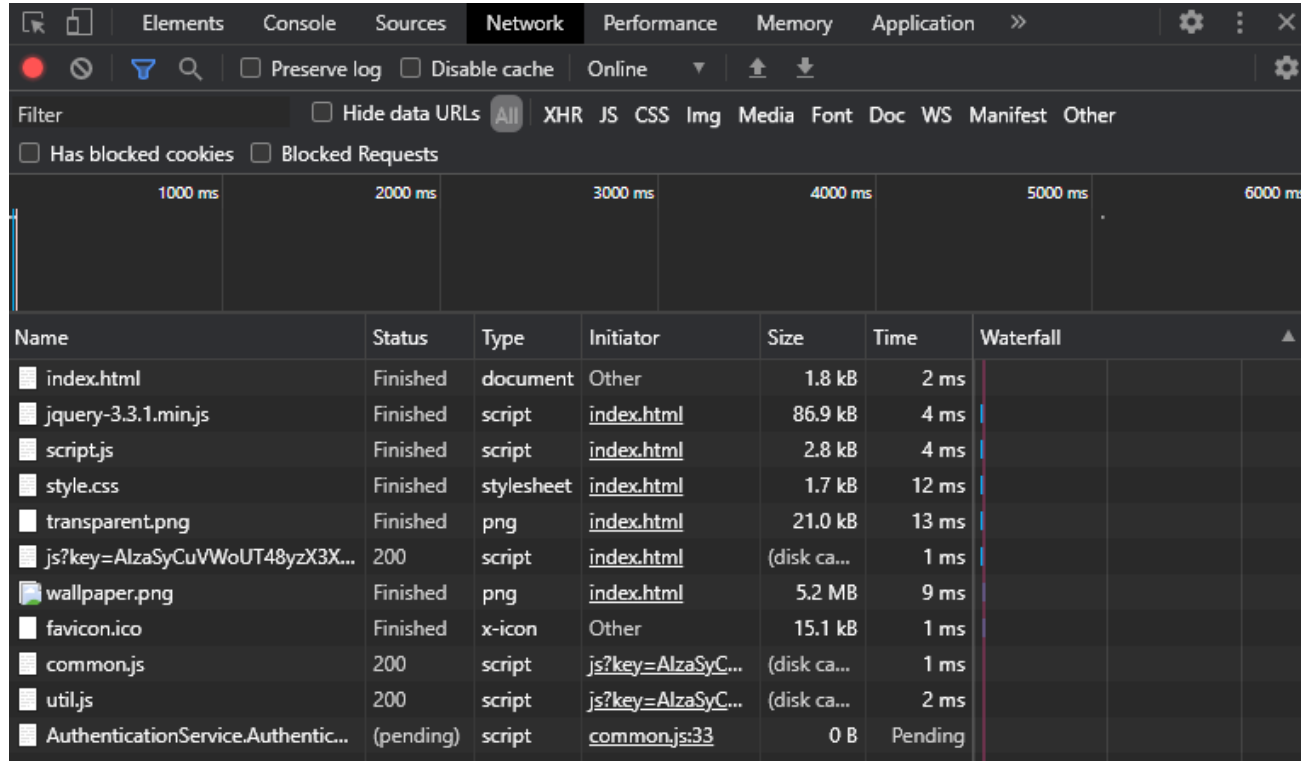 Elements Console Sources Network Performance Memory Application »
Preserve log Disable cache Online
Filter Hide data URLs All XHR JS CSS Img Media Font Doc WS Manifest Other
Has blocked cookies Blocked Requests
1000 ms 2000 ms 3000 ms 4000 ms 5000 ms 6000 ms
Name Status Type Initiator Size Time Waterfall
index.html Finished document Other 1.8 kB 2 ms
jquery-3.3.1.min.js Finished script index.html 86.9 kB 4 ms
script.js Finished script index.html 2.8 kB 4 ms
style.css Finished stylesheet index.html 1.7 kB 12 ms
transparent.png Finished png index.html 21.0 kB 13 ms
js?key=AIzaSyCuVWoUT48yzX3X... 200 script index.html (disk ca... 1 ms
wallpaper.png Finished png index.html 5.2 MB 9 ms
favicon.ico Finished x-icon Other 15.1 kB 1 ms
common.js 200 script js?key=AIzaSyC... (disk ca... 1 ms
util.js 200 script js?key=AIzaSyC... (disk ca... 2 ms
AuthenticationService.Authentic... (pending) script common.js:33 0 B Pending